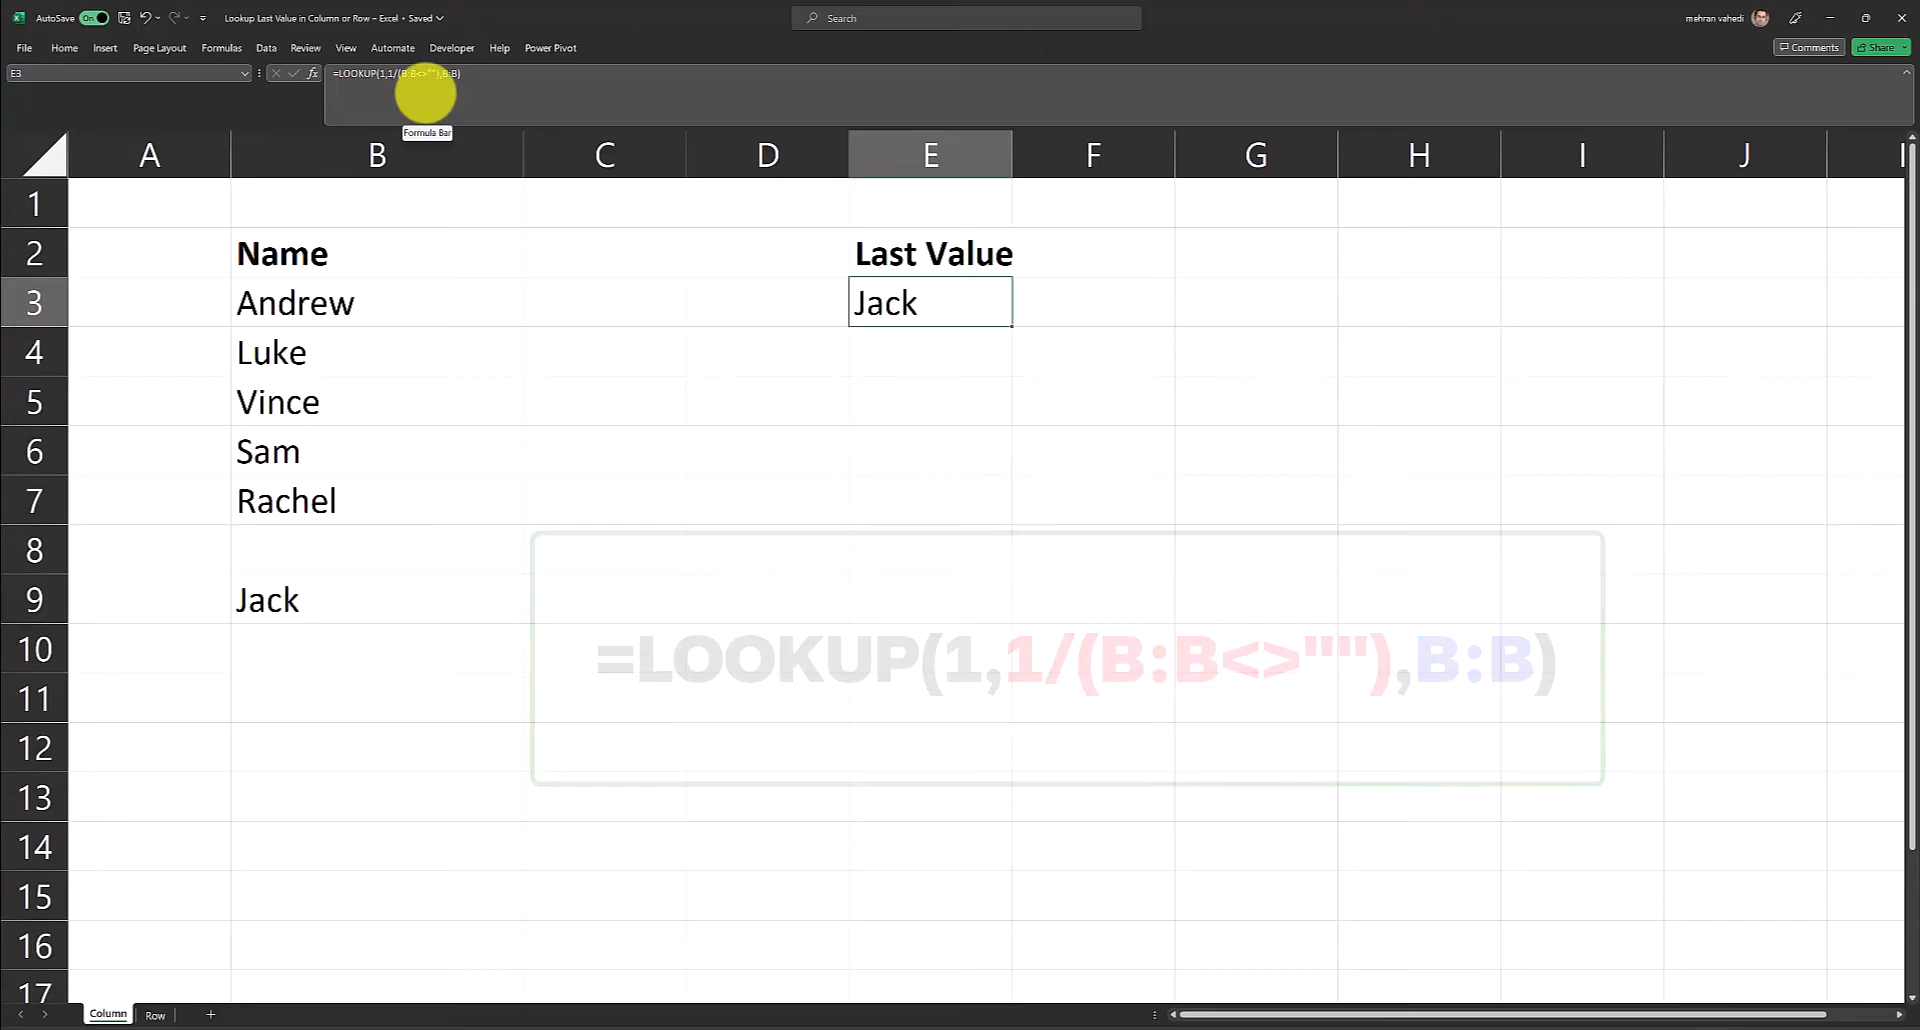 AutoSave On Lookup Last Value in Column or Row – Excel • Saved Search mehran vahedi
File Home Insert Page Layout Formulas Data Review View Automate Developer Help Power Pivot Comments Share
E3 fx =LOOKUP(1,1/(B:B<>""),B:B)
Formula Bar
A B C D E F G H I J
1
2 Name Last Value
3 Andrew Jack
4 Luke
5 Vince
6 Sam
7 Rachel
8
9 Jack
10
=LOOKUP(1,1/(B:B<>""),B:B)
11
12
13
14
15
16
17
Column Row